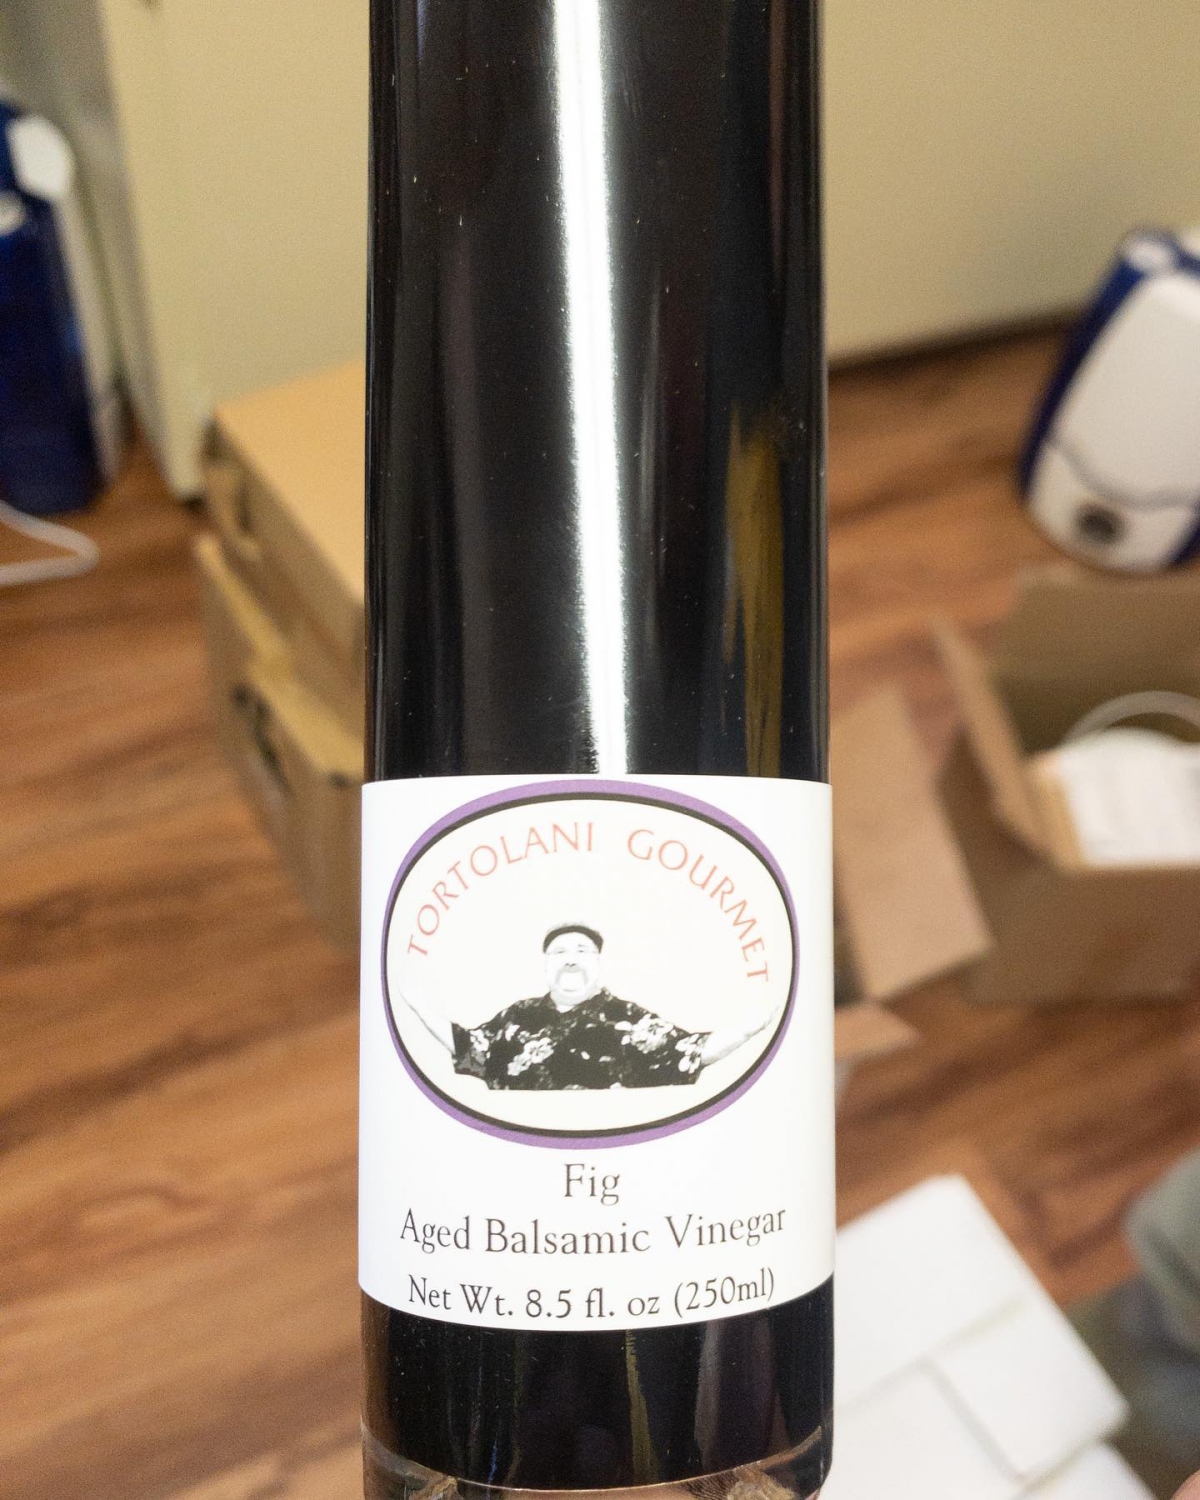 TORTOLANI GOURMET
Fig
Aged Balsamic Vinegar
Net Wt. 8.5 fl. oz (250ml)